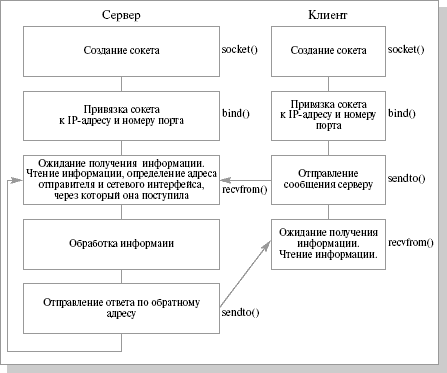 Сервер
Клиент
Создание сокета
socket()
Создание сокета
socket()
Привязка сокета
к IP-адресу и номеру порта
bind()
Привязка сокета
к IP-адресу и номеру
порта
bind()
Ожидание получения информации.
Чтение информации, определение адреса
отправителя и сетевого интерфейса,
через который она поступила
recvfrom()
Отправление
сообщения серверу
sendto()
Обработка информаии
Ожидание получения
информации.
Чтение информации.
recvfrom()
Отправление ответа по обратному
адресу
sendto()